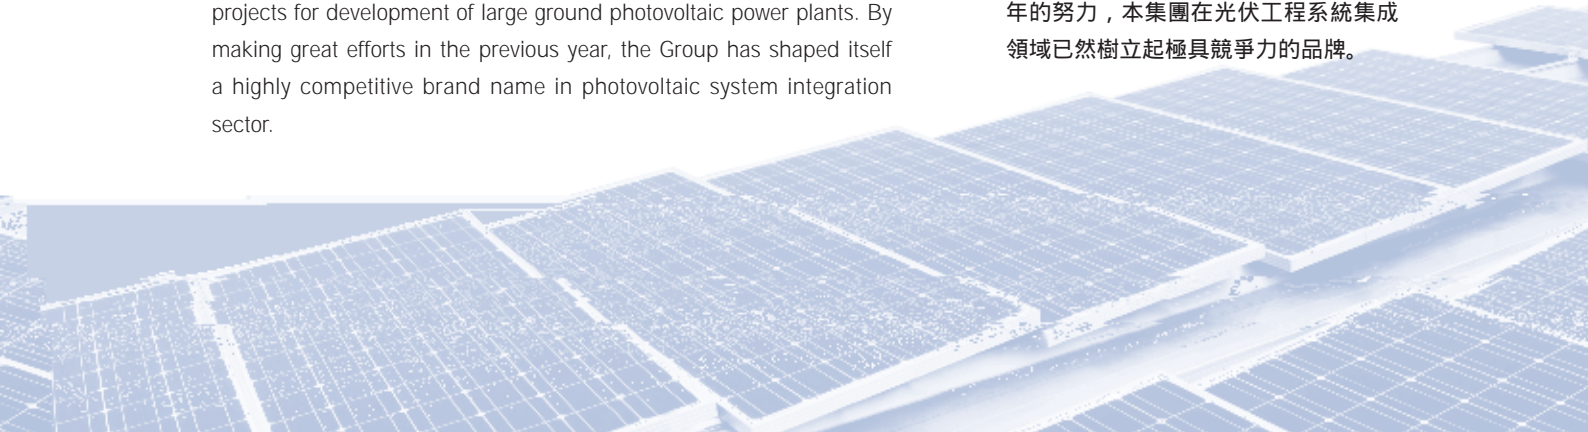 projects for development of large ground photovoltaic power plants. By
making great efforts in the previous year, the Group has shaped itself
a highly competitive brand name in photovoltaic system integration
sector.
年的努力，本集團在光伏工程系統集成
領域已然樹立起極具競爭力的品牌。